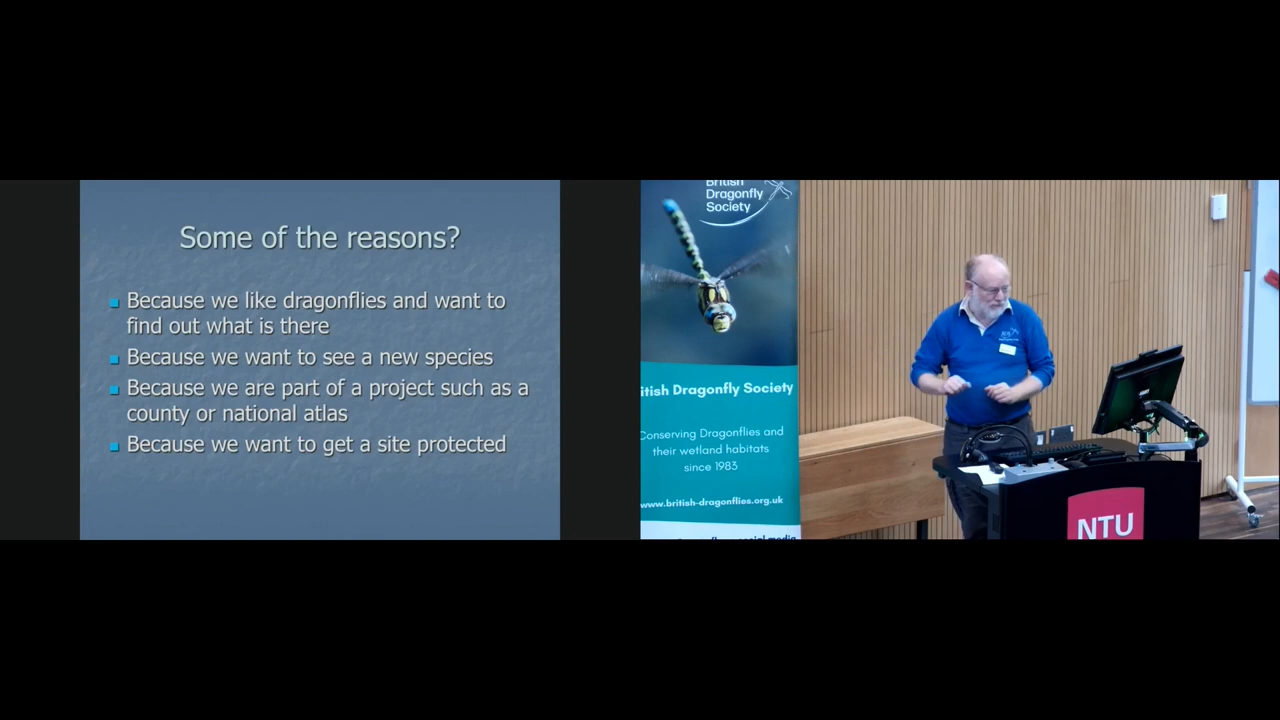 Some of the reasons?
Because we like dragonflies and want to
find out what is there
Because we want to see a new species
Because we are part of a project such as a
county or national atlas
Because we want to get a site protected
British
Dragonfly
Society
itish Dragonfly Society
Conserving Dragonflies and
their wetland habitats
since 1983
www.british-dragonflies.org.uk
social media
NTU